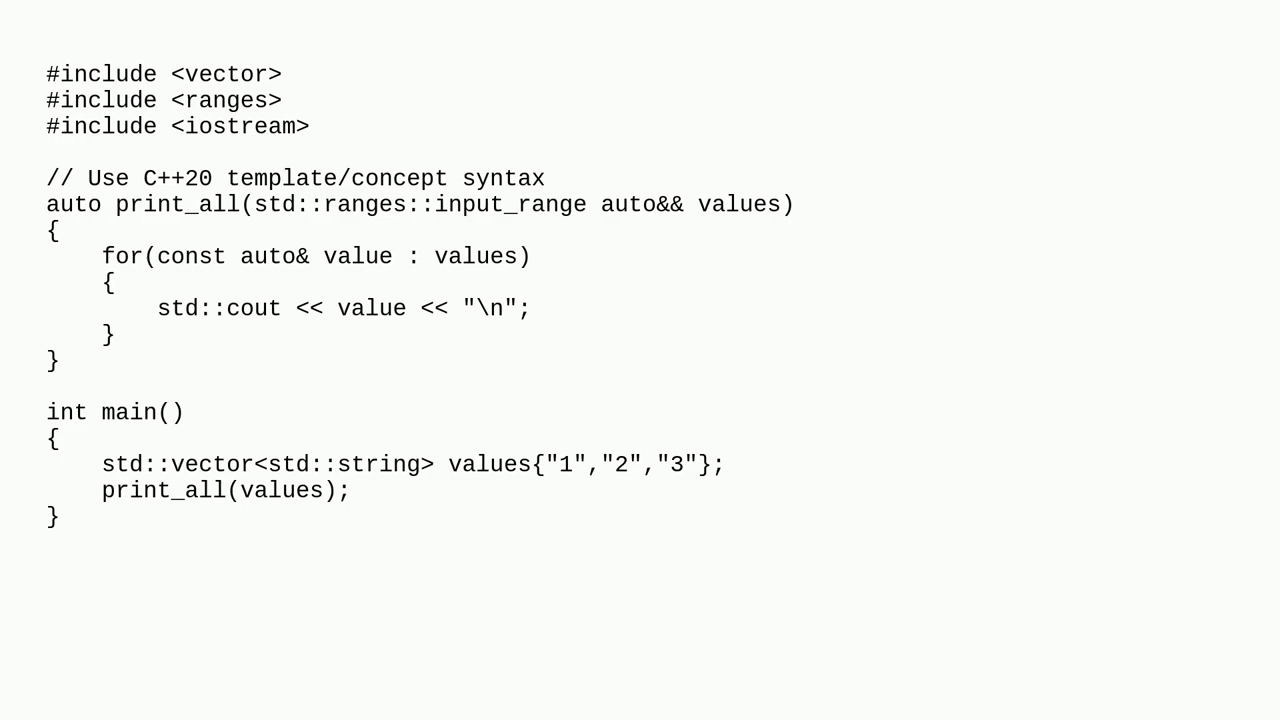 #include <vector>
#include <ranges>
#include <iostream>

// Use C++20 template/concept syntax
auto print_all(std::ranges::input_range auto&& values)
{
    for(const auto& value : values)
    {
        std::cout << value << "\n";
    }
}

int main()
{
    std::vector<std::string> values{"1","2","3"};
    print_all(values);
}